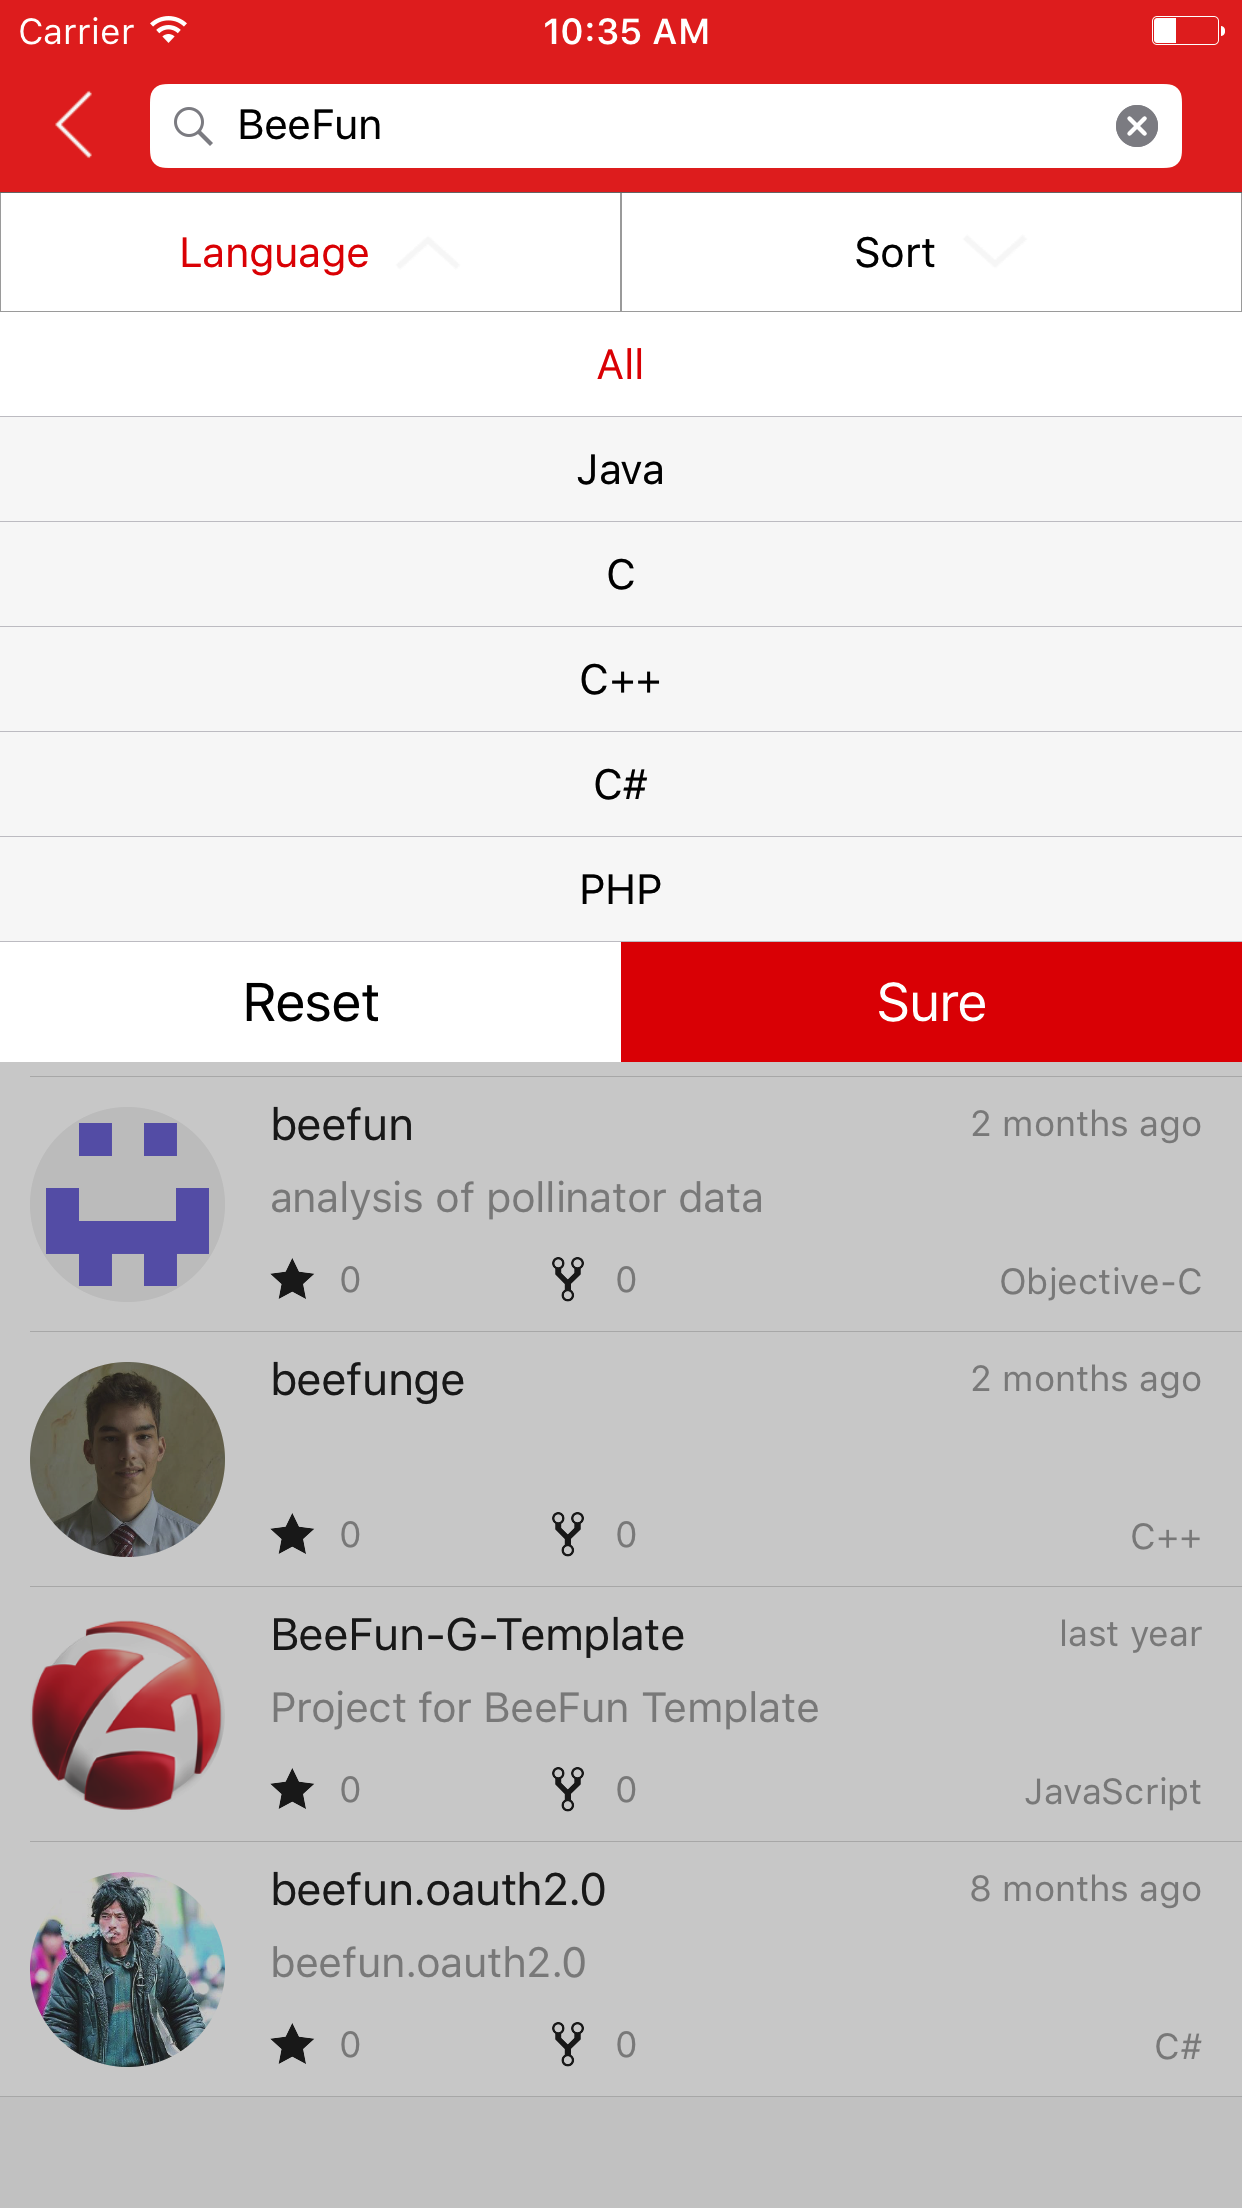 Carrier 10:35 AM
BeeFun
Language Sort
All
Java
C
C++
C#
PHP
Reset Sure
beefun 2 months ago
analysis of pollinator data
0 0 Objective-C
beefunge 2 months ago
0 0 C++
BeeFun-G-Template last year
Project for BeeFun Template
0 0 JavaScript
beefun.oauth2.0 8 months ago
beefun.oauth2.0
0 0 C#